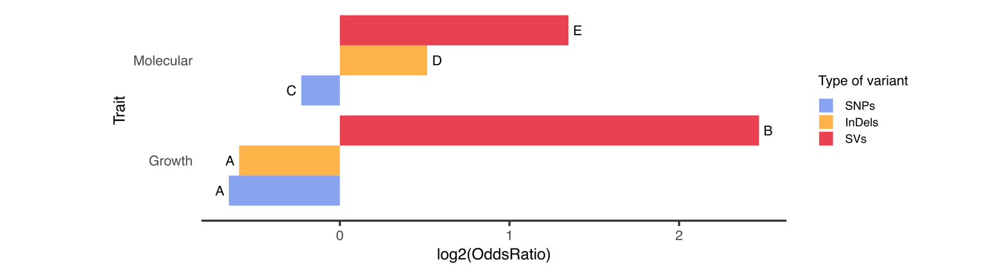 E
Molecular
D
C
Trait
B
Growth
A
A
0
1
2
log2(OddsRatio)
Type of variant
SNPs
InDels
SVs